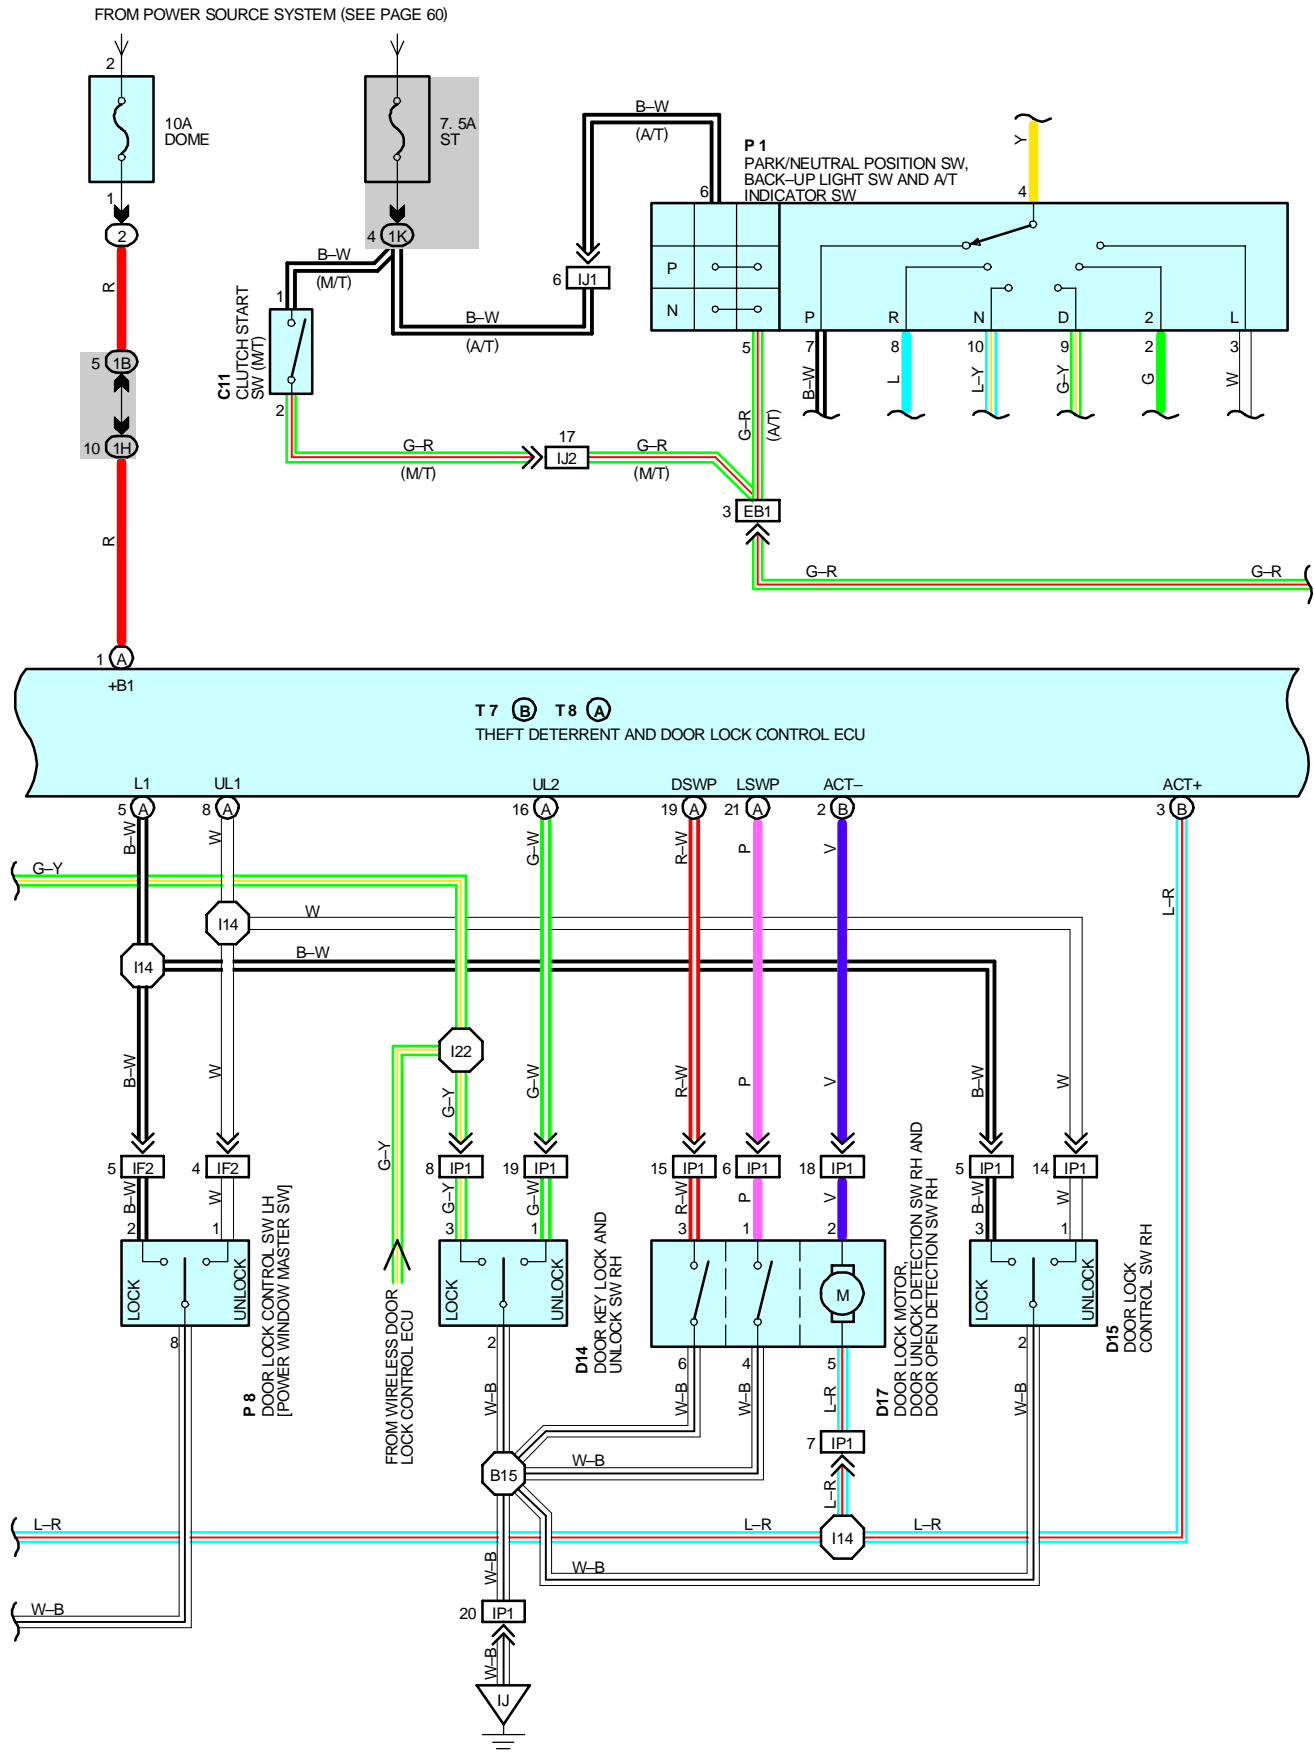 FROM POWER SOURCE SYSTEM (SEE PAGE 60)
2
10A
DOME
1
2
R
5 1B
10 1H
R
1 A
+B1
7. 5A
ST
4 1K
B–W
(M/T)
1
C11
CLUTCH START
SW (M/T)
2
B–W
(A/T)
B–W
(A/T)
6 IJ1
G–R
(M/T)
17
IJ2
G–R
(M/T)
P 1
PARK/NEUTRAL POSITION SW,
BACK–UP LIGHT SW AND A/T
INDICATOR SW
6
P
N
5
G–R
(A/T)
3 EB1
G–R
G–R
Y
4
P R N D 2 L
7 8 10 9 2 3
B–W L L–Y G–Y G W
T 7 B T 8 A
THEFT DETERRENT AND DOOR LOCK CONTROL ECU
L1 UL1 UL2 DSWP LSWP ACT– ACT+
5 A 8 A 16 A 19 A 21 A 2 B 3 B
B–W W G–W R–W P V L–R
G–Y
I14
W
I14
B–W
I22
B–W W G–Y G–Y G–W R–W P V B–W W
5 IF2 4 IF2 8 IP1 19 IP1 15 IP1 6 IP1 18 IP1 5 IP1 14 IP1
B–W W G–Y G–W R–W P V B–W W
2 1 3 1 3 1 2 3 1
LOCK UNLOCK
LOCK UNLOCK
M
LOCK UNLOCK
8 2 6 4 5 2
P 8
DOOR LOCK CONTROL SW LH
[POWER WINDOW MASTER SW]
FROM WIRELESS DOOR
LOCK CONTROL ECU
D14
DOOR KEY LOCK AND
UNLOCK SW RH
D17
DOOR LOCK MOTOR,
DOOR UNLOCK DETECTION SW RH AND
DOOR OPEN DETECTION SW RH
D15
DOOR LOCK
CONTROL SW RH
W–B W–B W–B L–R W–B
7 IP1
B15
W–B
L–R
L–R
L–R
I14
L–R
W–B
W–B
W–B
20 IP1
W–B
IJ